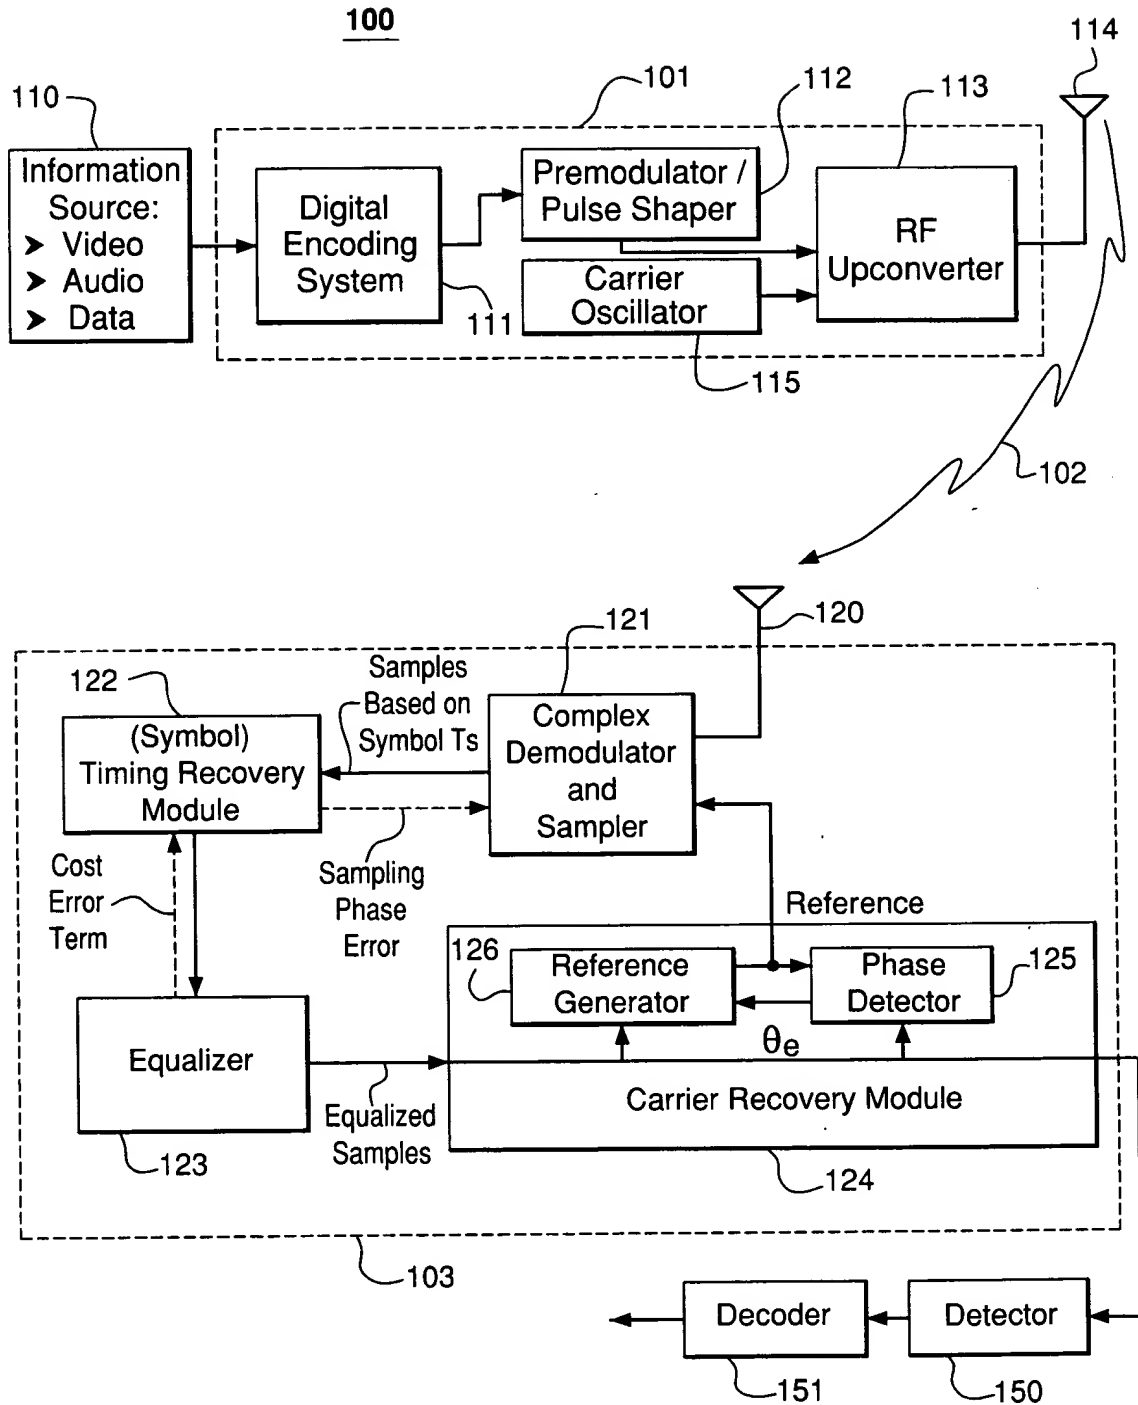 100
114
110
101
112
113
Information
Source:
➤ Video
➤ Audio
➤ Data
Digital
Encoding
System
111
Premodulator /
Pulse Shaper
Carrier
Oscillator
115
RF
Upconverter
102
120
121
122
Samples
Based on
Symbol Ts
(Symbol)
Timing Recovery
Module
Complex
Demodulator
and
Sampler
Cost
Error
Term
Sampling
Phase
Error
Reference
126
Reference
Generator
Phase
Detector
125
θe
Equalizer
Carrier Recovery Module
Equalized
Samples
123
124
103
Decoder
Detector
151
150